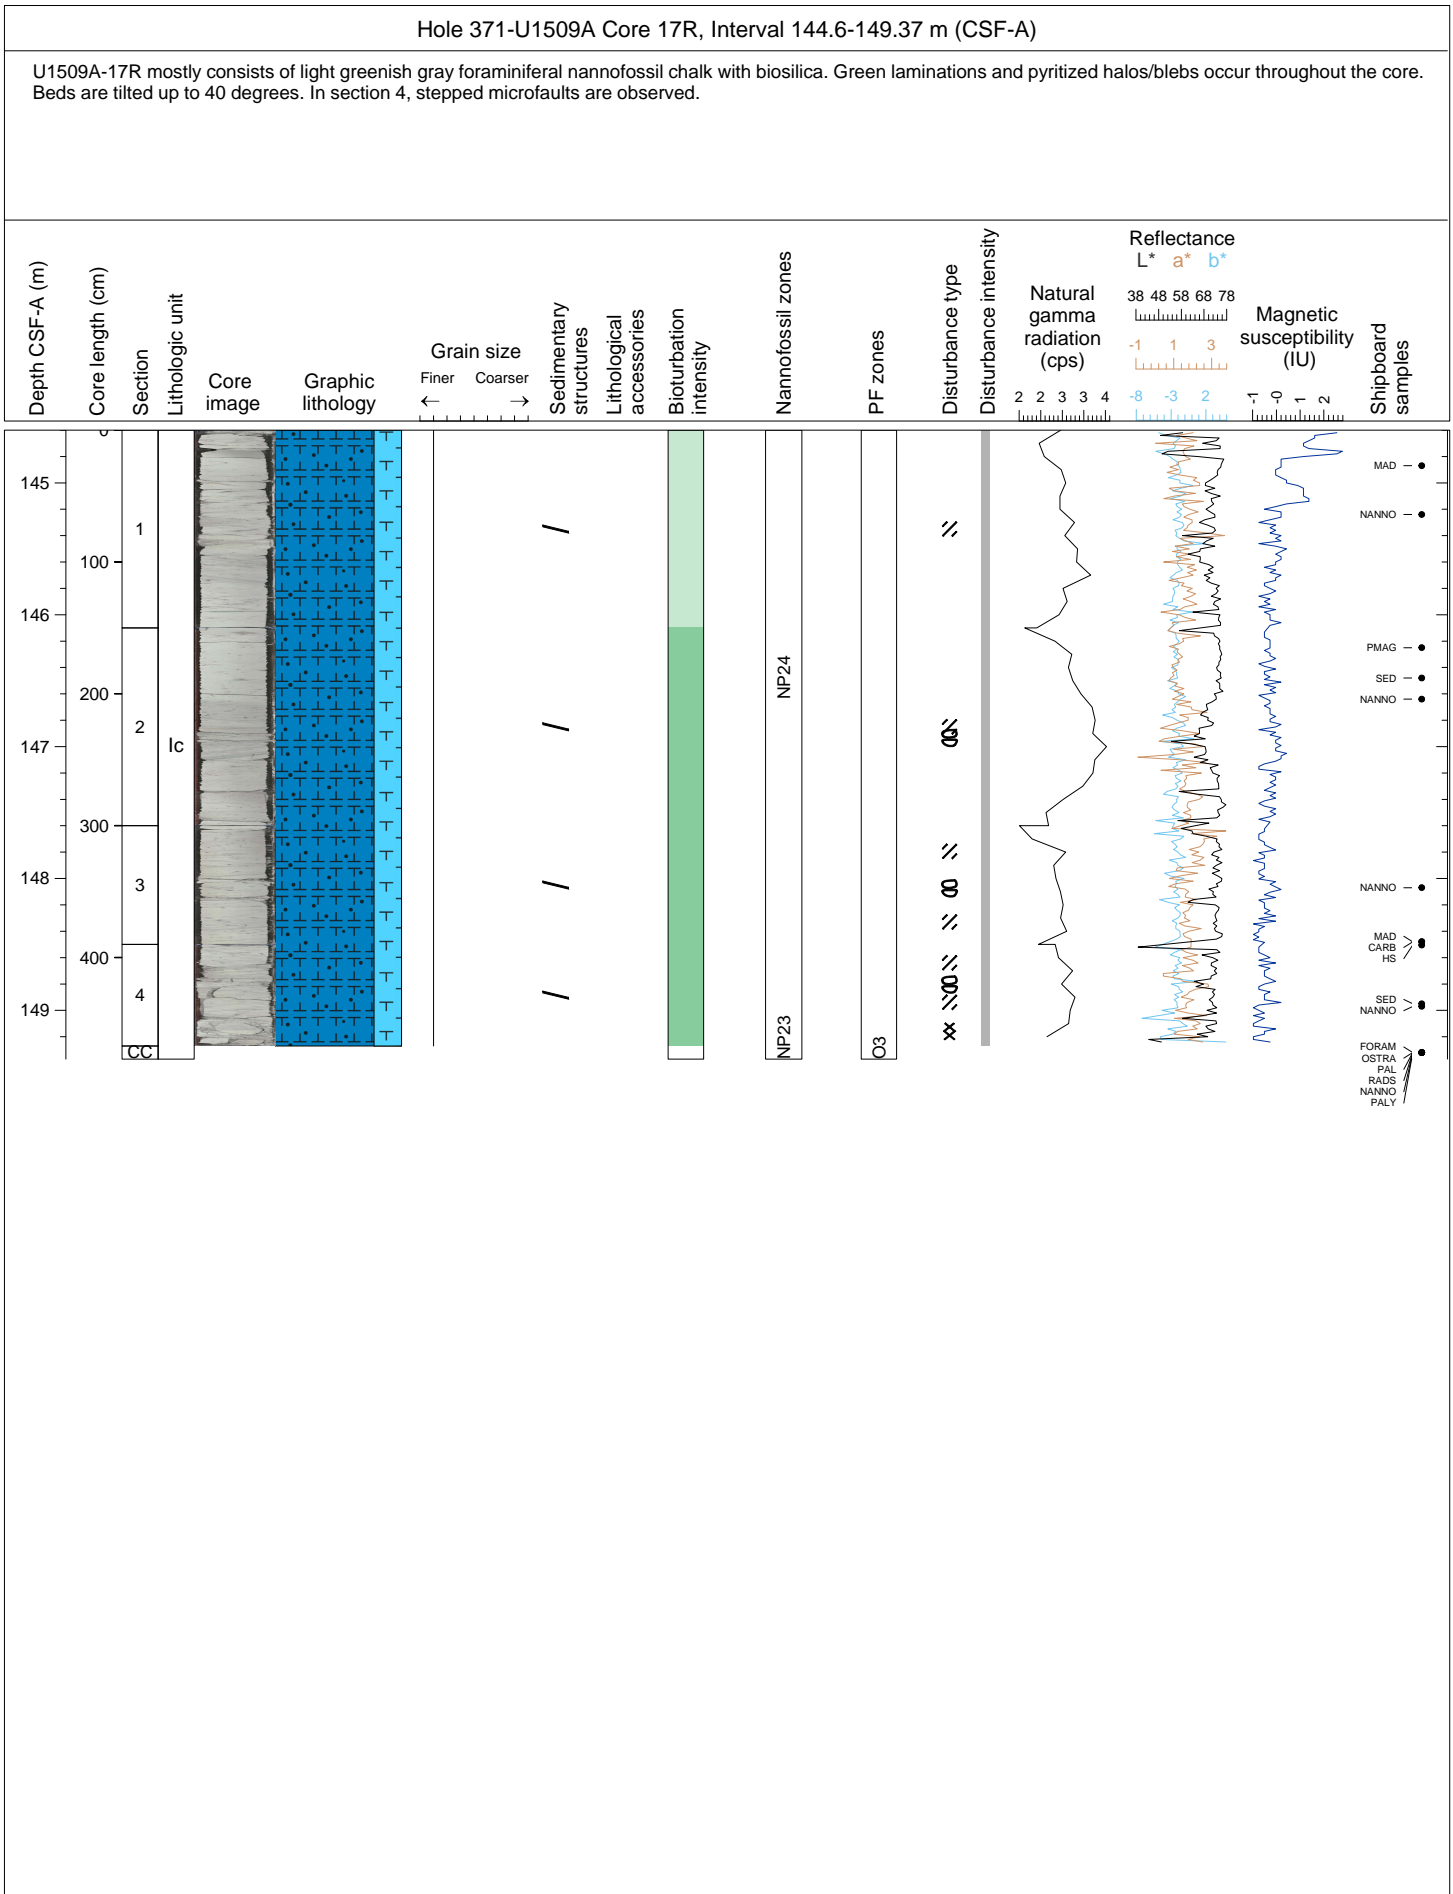 Hole 371-U1509A Core 17R, Interval 144.6-149.37 m (CSF-A)
U1509A-17R mostly consists of light greenish gray foraminiferal nannofossil chalk with biosilica. Green laminations and pyritized halos/blebs occur throughout the core.
Beds are tilted up to 40 degrees. In section 4, stepped microfaults are observed.
Depth CSF-A (m)
Core length (cm)
Section
Lithologic unit
Core
image
Graphic
lithology
Grain size
Finer Coarser
← →
Sedimentary
structures
Lithological
accessories
Bioturbation
intensity
Nannofossil zones
PF zones
Disturbance type
Disturbance intensity
Natural
gamma
radiation
(cps)
2 2 3 3 4
Reflectance
L* a* b*
38 48 58 68 78
-1 1 3
-8 -3 2
Magnetic
susceptibility
(IU)
-1 -0 1 2
Shipboard
samples
145
146
147
148
149
0
100
200
300
400
1
2
3
4
CC
Ic
NP24
NP23
O3
MAD
NANNO
PMAG
SED
NANNO
NANNO
MAD
CARB
HS
SED
NANNO
FORAM
OSTRA
PAL
RADS
NANNO
PALY